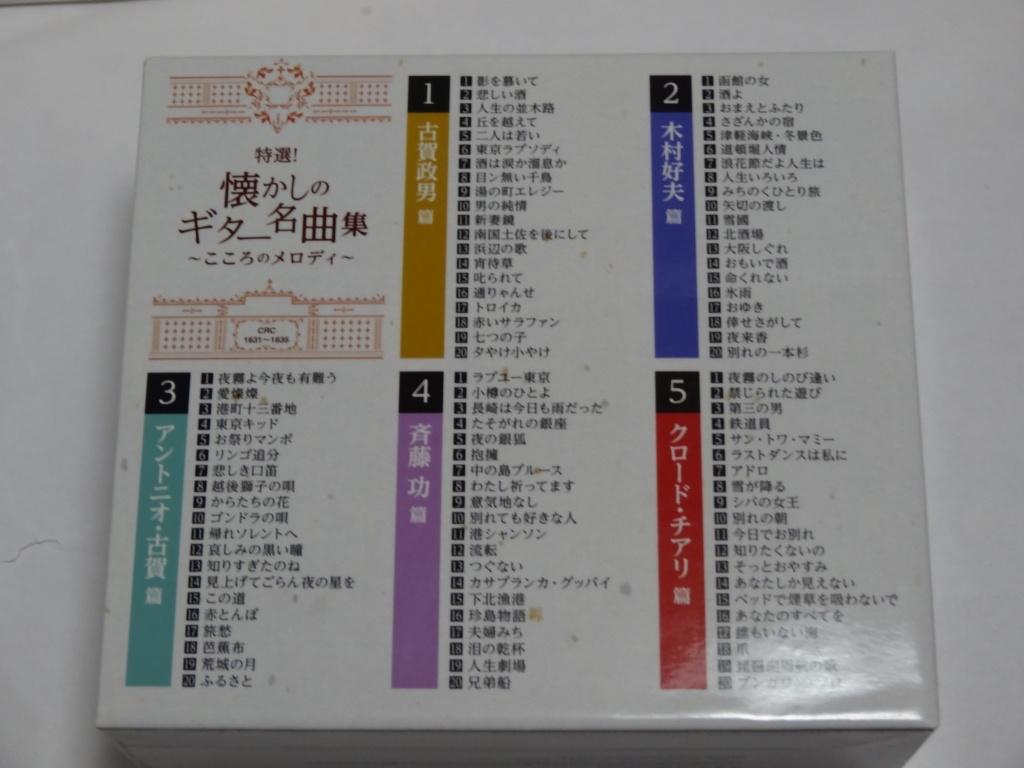 特選!
懐かしの
ギター名曲集
～こころのメロディ～
CRC
1631～1635
1
古賀政男 篇
1 影を慕いて
2 悲しい酒
3 人生の並木路
4 丘を越えて
5 二人は若い
6 東京ラプソディ
7 酒は涙か溜息か
8 目ン無い千鳥
9 湯の町エレジー
10 男の純情
11 新妻鏡
12 南国土佐を後にして
13 浜辺の歌
14 宵待草
15 叱られて
16 通りゃんせ
17 トロイカ
18 赤いサラファン
19 七つの子
20 夕やけ小やけ
2
木村好夫 篇
1 函館の女
2 酒よ
3 おまえとふたり
4 さざんかの宿
5 津軽海峡・冬景色
6 道頓堀人情
7 浪花節だよ人生は
8 人生いろいろ
9 みちのくひとり旅
10 矢切の渡し
11 雪國
12 北酒場
13 大阪しぐれ
14 おもいで酒
15 命くれない
16 氷雨
17 おゆき
18 倖せさがして
19 夜来香
20 別れの一本杉
3
アントニオ・古賀 篇
1 夜霧よ今夜も有難う
2 愛燦燦
3 港町十三番地
4 東京キッド
5 お祭りマンボ
6 リンゴ追分
7 悲しき口笛
8 越後獅子の唄
9 からたちの花
10 ゴンドラの唄
11 帰れソレントへ
12 哀しみの黒い瞳
13 知りすぎたのね
14 見上げてごらん夜の星を
15 この道
16 赤とんぼ
17 旅愁
18 芭蕉布
19 荒城の月
20 ふるさと
4
斉藤 功 篇
1 ラブユー東京
2 小樽のひとよ
3 長崎は今日も雨だった
4 たそがれの銀座
5 夜の銀狐
6 抱擁
7 中の島ブルース
8 わたし祈ってます
9 意気地なし
10 別れても好きな人
11 港シャンソン
12 流転
13 つぐない
14 カサブランカ・グッバイ
15 下北漁港
16 珍島物語
17 夫婦みち
18 泪の乾杯
19 人生劇場
20 兄弟船
5
クロード・チアリ 篇
1 夜霧のしのび逢い
2 禁じられた遊び
3 第三の男
4 鉄道員
5 サン・トワ・マミー
6 ラストダンスは私に
7 アドロ
8 雪が降る
9 シバの女王
10 別れの朝
11 今日でお別れ
12 知りたくないの
13 そっとおやすみ
14 あなたしか見えない
15 ベッドで煙草を吸わないで
16 あなたのすべてを
17 誰もいない海
18 爪
19 琵琶湖周航の歌
20 ブンガワン・ソロ